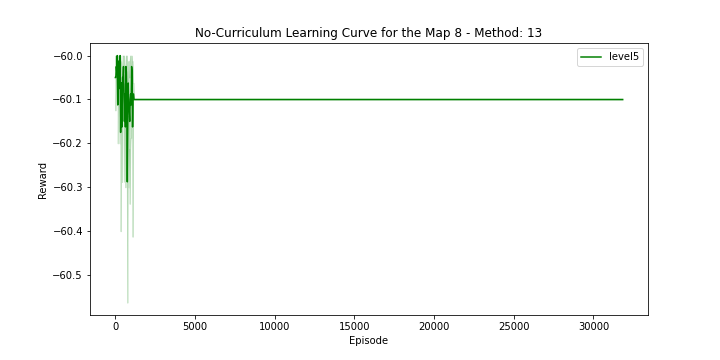 No-Curriculum Learning Curve for the Map 8 - Method: 13
level5
−60.0
−60.1
−60.2
−60.3
−60.4
−60.5
Reward
0 5000 10000 15000 20000 25000 30000
Episode